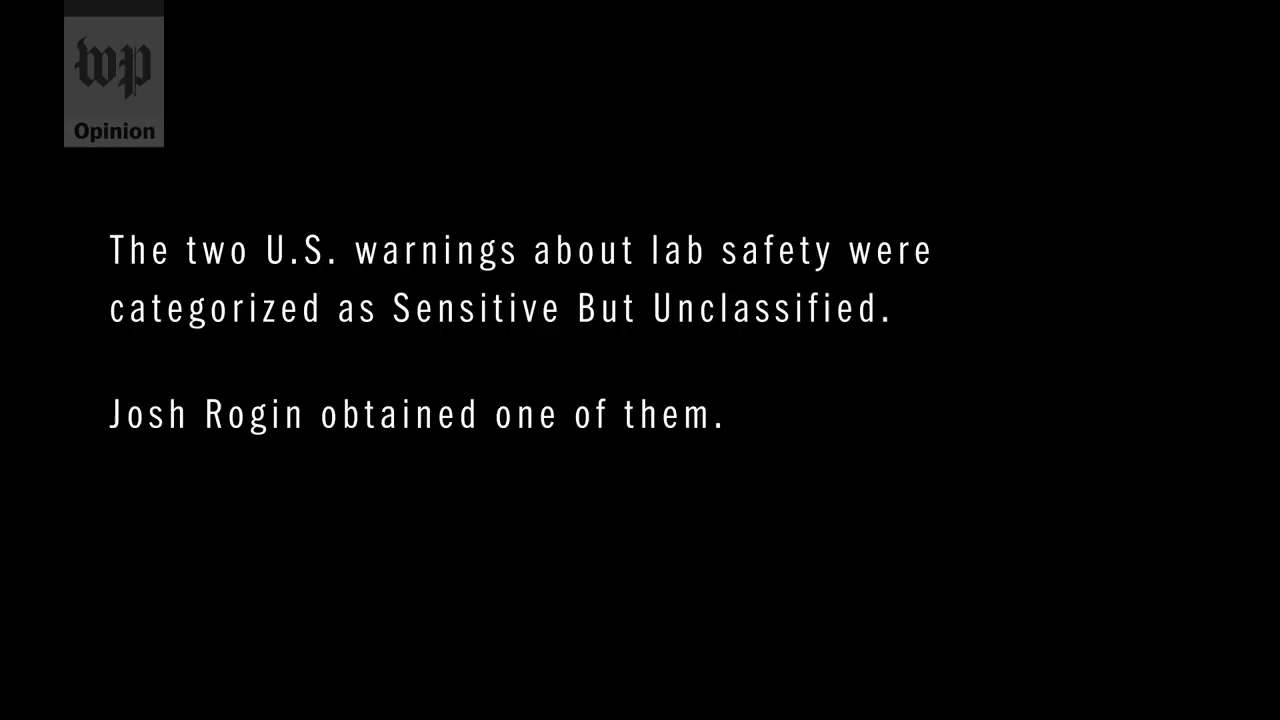 wp
Opinion
The two U.S. warnings about lab safety were
categorized as Sensitive But Unclassified.
Josh Rogin obtained one of them.